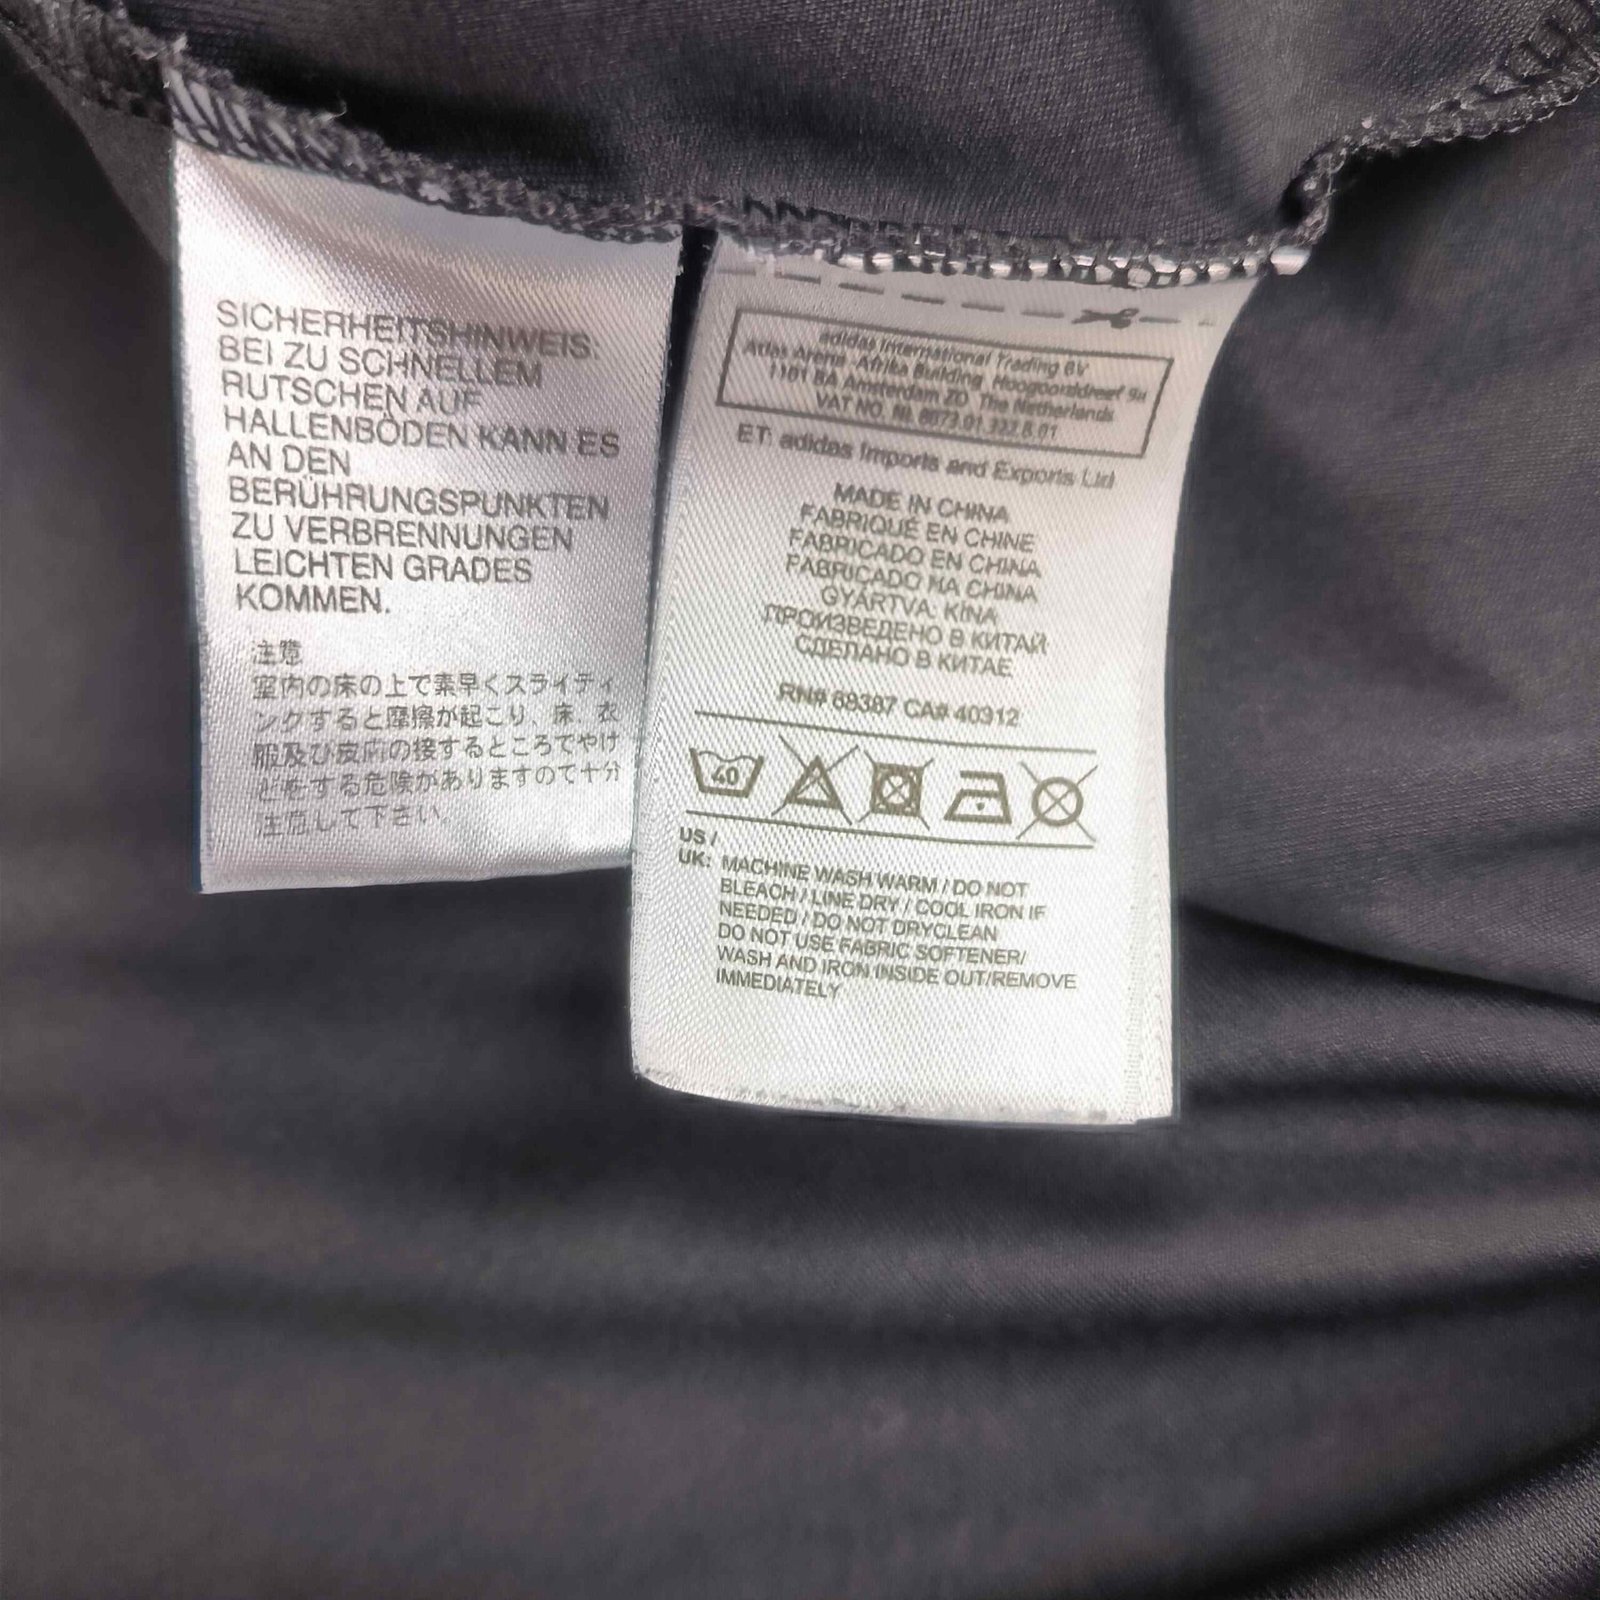 SICHERHEITSHINWEIS.
BEI ZU SCHNELLEM
RUTSCHEN AUF
HALLENBÖDEN KANN ES
AN DEN
BERÜHRUNGSPUNKTEN
ZU VERBRENNUNGEN
LEICHTEN GRADES
KOMMEN.
注意
室内の床の上で素早くスライディ
ングすると摩擦が起こり、床、衣
服及び皮膚の接するところでやけ
どをする危険がありますので十分
注意して下さい.
adidas International Trading BV
Atlas Arena Afrika Building Hoogoorddreef 9a
1101 BA Amsterdam ZO The Netherlands
VAT NO. NL 8073.01.332.B.01
ET: adidas Imports and Exports Ltd
MADE IN CHINA
FABRIQUÉ EN CHINE
FABRICADO EN CHINA
FABRICADO NA CHINA
GYÁRTVA: KÍNA
ПРОИЗВЕДЕНО В КИТАЙ
СДЕЛАНО В КИТАЕ
RN# 88387 CA# 40312
40
US /
UK: MACHINE WASH WARM / DO NOT
BLEACH / LINE DRY / COOL IRON IF
NEEDED / DO NOT DRYCLEAN
DO NOT USE FABRIC SOFTENER/
WASH AND IRON INSIDE OUT/REMOVE
IMMEDIATELY